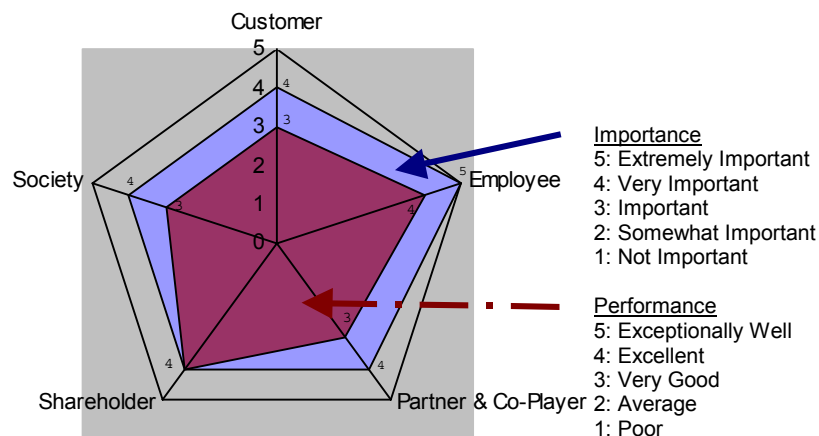 Customer
5
4
4
3
3
2
1
0
Society
4
3
5
Employee
4
3
4
4
Shareholder
Partner & Co-Player
Importance
5: Extremely Important
4: Very Important
3: Important
2: Somewhat Important
1: Not Important
Performance
5: Exceptionally Well
4: Excellent
3: Very Good
2: Average
1: Poor